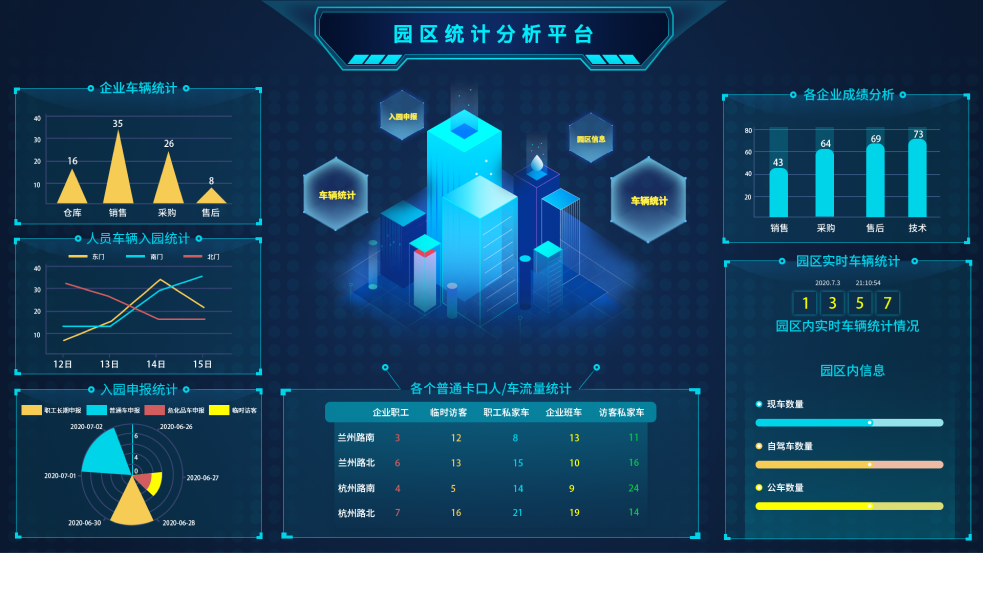 园区统计分析平台
企业车辆统计
40
30
20
10
16
35
26
8
仓库 销售 采购 售后
人员车辆入园统计
东门 南门 北门
40
30
20
10
12日 13日 14日 15日
入园申报统计
职工长期申报 普通车申报 危化品车申报 临时访客
2020-07-02
2020-06-26
2020-07-01
2020-06-27
2020-06-30
2020-06-28
6
4
0
入园申报
园区信息
车辆统计
车辆统计
各个普通卡口人/车流量统计
企业职工 临时访客 职工私家车 企业班车 访客私家车
兰州路南 3 12 8 13 11
兰州路北 6 13 15 10 16
杭州路南 4 5 14 9 24
杭州路北 7 16 21 19 14
各企业成绩分析
80
60
40
20
43
64
69
73
销售 采购 售后 技术
园区实时车辆统计
2020.7.3 21:10:54
1 3 5 7
园区内实时车辆统计情况
园区内信息
现车数量
自驾车数量
公车数量